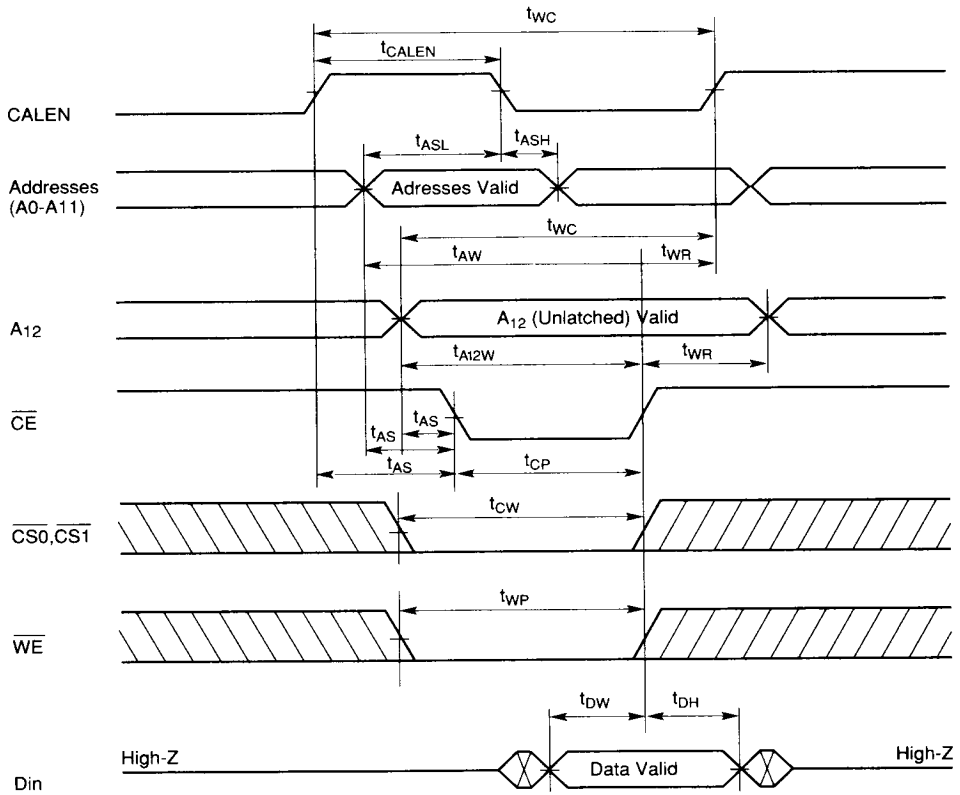 tWC
tCALEN
CALEN
tASL
tASH
Addresses
(A0-A11)
Adresses Valid
tWC
tAW
tWR
A12
A12 (Unlatched) Valid
tA12W
tWR
CE
tAS
tAS
tAS
tCP
CS0,CS1
tCW
WE
tWP
tDW
tDH
High-Z
High-Z
Din
Data Valid